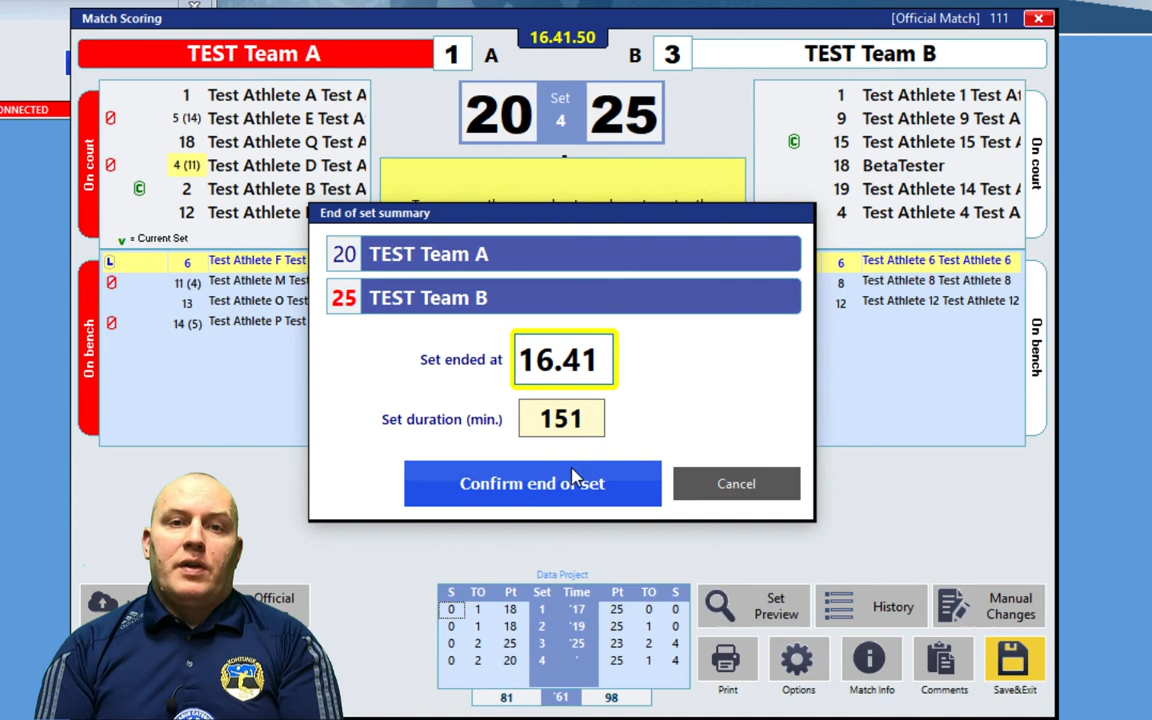 Match Scoring
[Official Match] 111
16.41.50
TEST Team A
1 A
B 3
TEST Team B
ONNECTED
On court
1 Test Athlete A Test A
5 (14) Test Athlete E Test A
18 Test Athlete Q Test A
4 (11) Test Athlete D Test A
C 2 Test Athlete B Test A
12 Test Athlete
v = Current Set
20 Set 4 25
1 Test Athlete 1 Test At
9 Test Athlete 9 Test A
C 15 Test Athlete 15 Test A
18 BetaTester
19 Test Athlete 14 Test A
4 Test Athlete 4 Test A
On court
On bench
L 6 Test Athlete F Test
11 (4) Test Athlete M Tes
13 Test Athlete O Test
14 (5) Test Athlete P Test
6 Test Athlete 6 Test Athlete 6
8 Test Athlete 8 Test Athlete 8
12 Test Athlete 12 Test Athlete 12
On bench
End of set summary
20 TEST Team A
25 TEST Team B
Set ended at 16.41
Set duration (min.) 151
Confirm end of set
Cancel
Official
Data Project
S TO Pt Set Time Pt TO S
0 1 18 1 '17 25 0 0
0 1 18 2 '19 25 1 0
0 2 25 3 '25 23 2 4
0 2 20 4 ' 25 1 4
81 '61 98
Set Preview
History
Manual Changes
Print
Options
Match Info
Comments
Save&Exit
KOHTUNIK